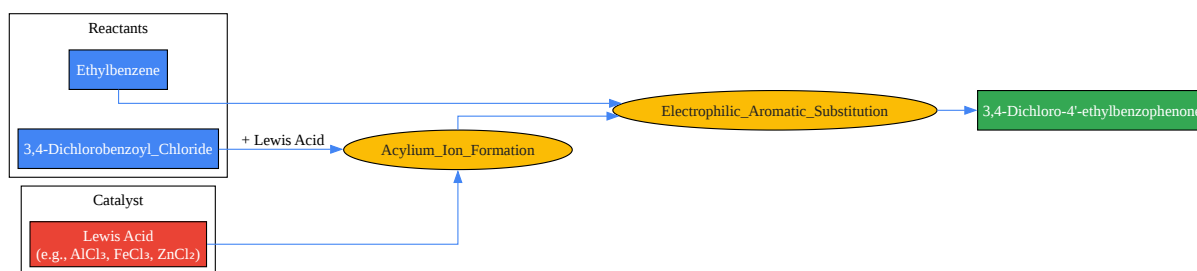 Reactants
Ethylbenzene
3,4-Dichlorobenzoyl_Chloride
+ Lewis Acid
Acylium_Ion_Formation
Electrophilic_Aromatic_Substitution
3,4-Dichloro-4'-ethylbenzophenone
Catalyst
Lewis Acid
(e.g., AlCl₃, FeCl₃, ZnCl₂)